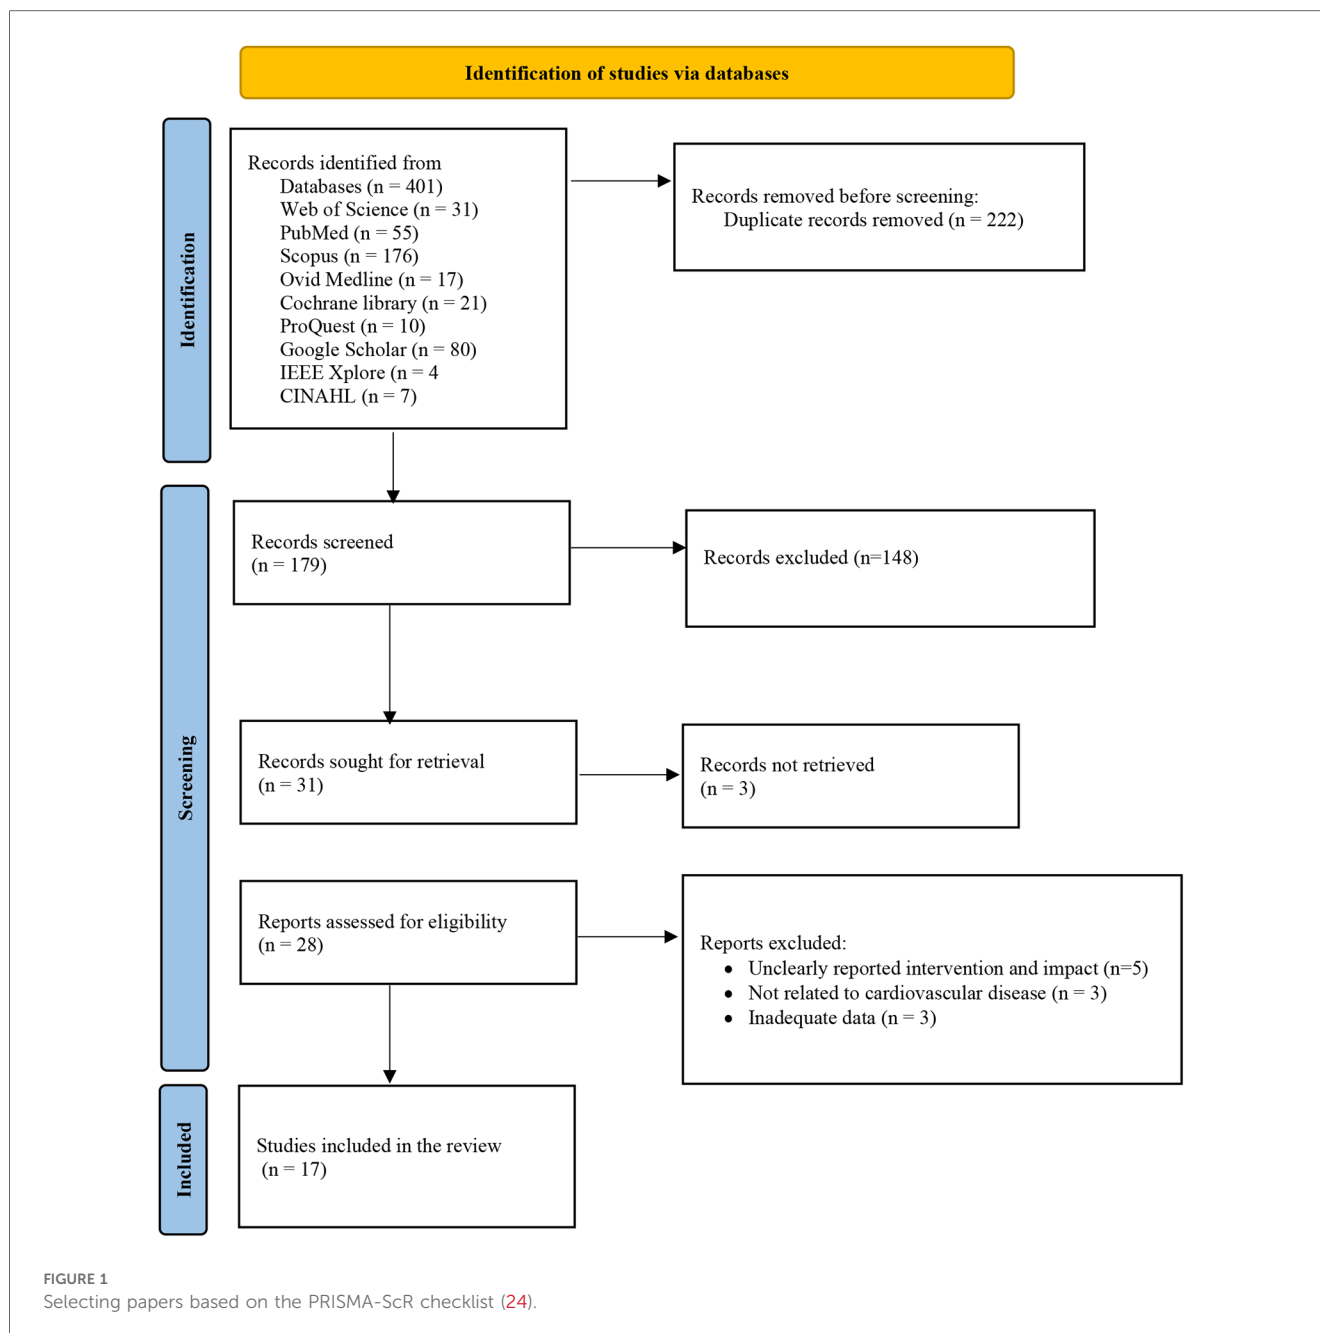 Identification of studies via databases
Identification
Records identified from
Databases (n = 401)
Web of Science (n = 31)
PubMed (n = 55)
Scopus (n = 176)
Ovid Medline (n = 17)
Cochrane library (n = 21)
ProQuest (n = 10)
Google Scholar (n = 80)
IEEE Xplore (n = 4
CINAHL (n = 7)
Records removed before screening:
Duplicate records removed (n = 222)
Screening
Records screened
(n = 179)
Records excluded (n=148)
Records sought for retrieval
(n = 31)
Records not retrieved
(n = 3)
Reports assessed for eligibility
(n = 28)
Reports excluded:
• Unclearly reported intervention and impact (n=5)
• Not related to cardiovascular disease (n = 3)
• Inadequate data (n = 3)
Included
Studies included in the review
(n = 17)
FIGURE 1
Selecting papers based on the PRISMA-ScR checklist (24).